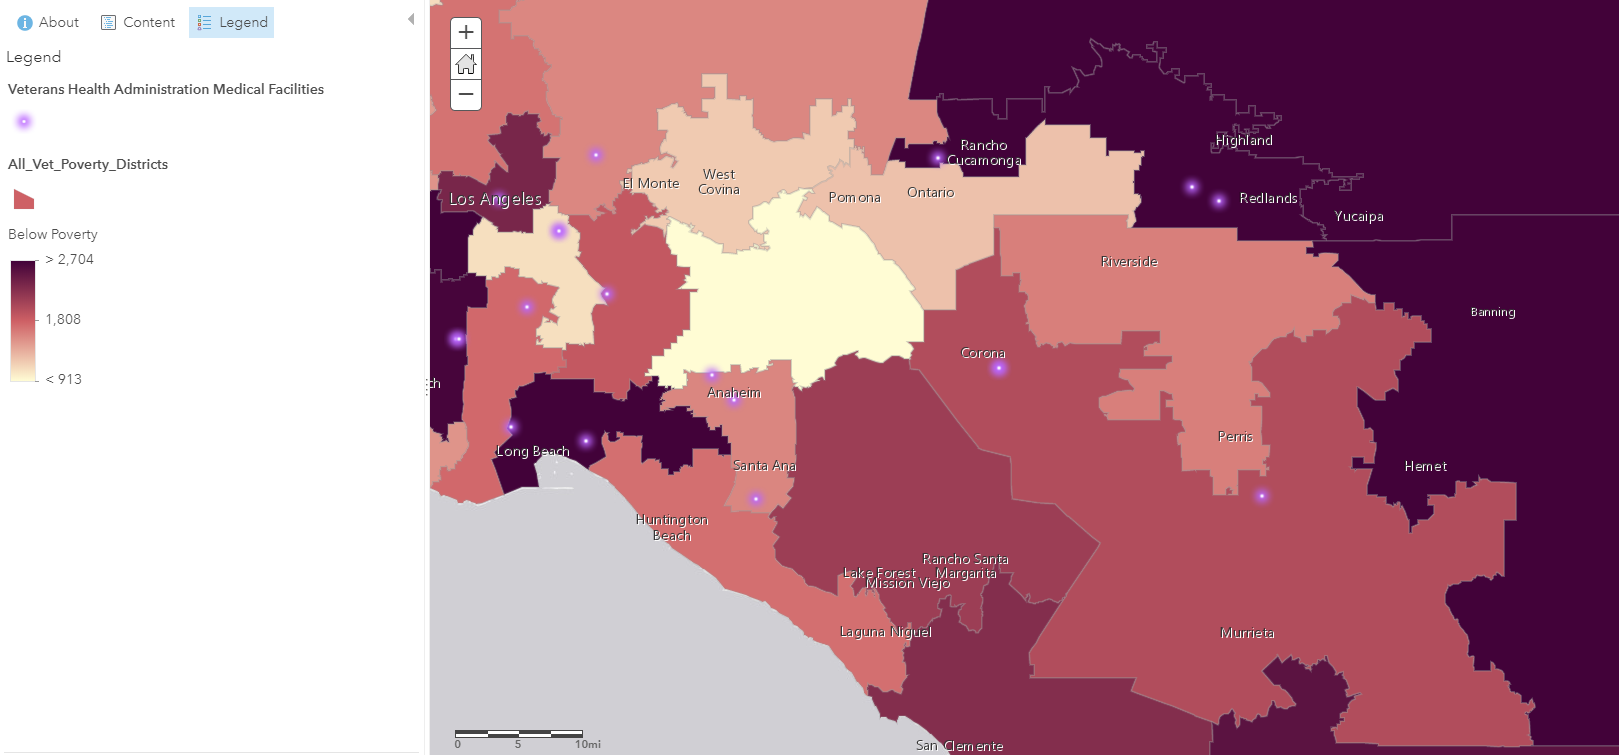 About
Content
Legend
Legend
Veterans Health Administration Medical Facilities
All_Vet_Poverty_Districts
Below Poverty
> 2,704
1,808
< 913
+
−
Highland
Rancho
Cucamonga
El Monte
West
Covina
Pomona
Ontario
Los Angeles
Redlands
Yucaipa
Riverside
Banning
Corona
ch
Anaheim
Perris
Long Beach
Santa Ana
Hemet
Huntington
Beach
Rancho Santa
Margarita
Lake Forest
Mission Viejo
Laguna Niguel
Murrieta
San Clemente
0 5 10mi